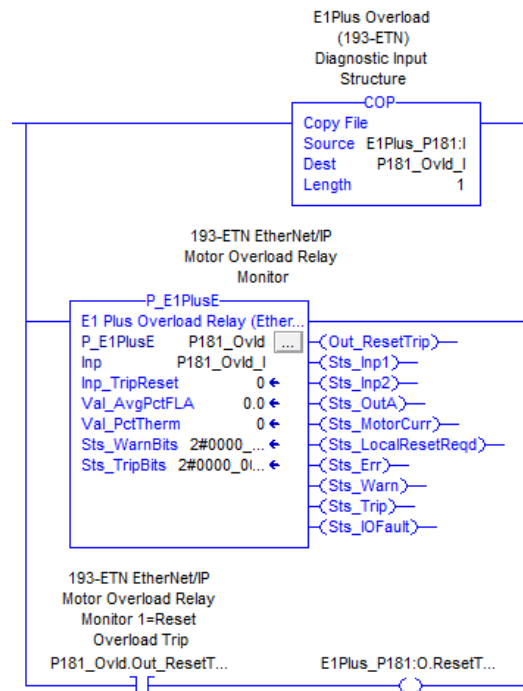 E1Plus Overload
(193-ETN)
Diagnostic Input
Structure
COP
Copy File
Source E1Plus_P181:I
Dest P181_Ovld_I
Length 1
193-ETN EtherNet/IP
Motor Overload Relay
Monitor
P_E1PlusE
E1 Plus Overload Relay (Ether...
P_E1PlusE P181_Ovld ...
Inp P181_Ovld_I
Inp_TripReset 0
Val_AvgPctFLA 0.0
Val_PctTherm 0
Sts_WarnBits 2#0000_...
Sts_TripBits 2#0000_0(...
Out_ResetTrip
Sts_Inp1
Sts_Inp2
Sts_OutA
Sts_MotorCurr
Sts_LocalResetReqd
Sts_Err
Sts_Warn
Sts_Trip
Sts_IOFault
193-ETN EtherNet/IP
Motor Overload Relay
Monitor 1=Reset
Overload Trip
P181_Ovld.Out_ResetT...
E1Plus_P181:O.ResetT...